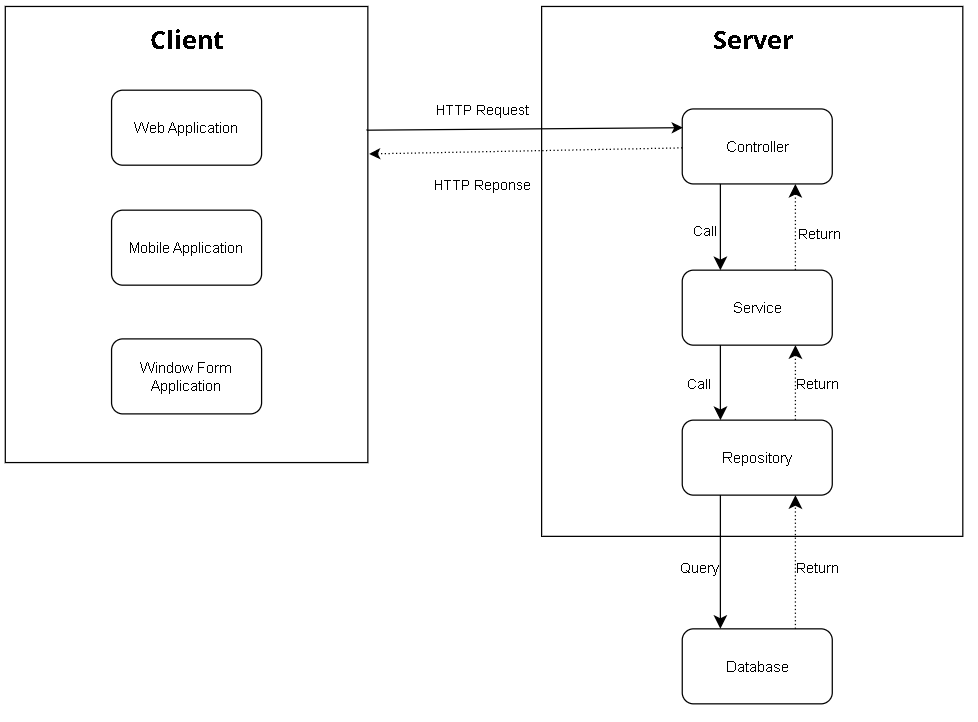 Client
Server
Web Application
HTTP Request
Controller
HTTP Reponse
Call
Return
Mobile Application
Service
Window Form
Application
Call
Return
Repository
Query
Return
Database